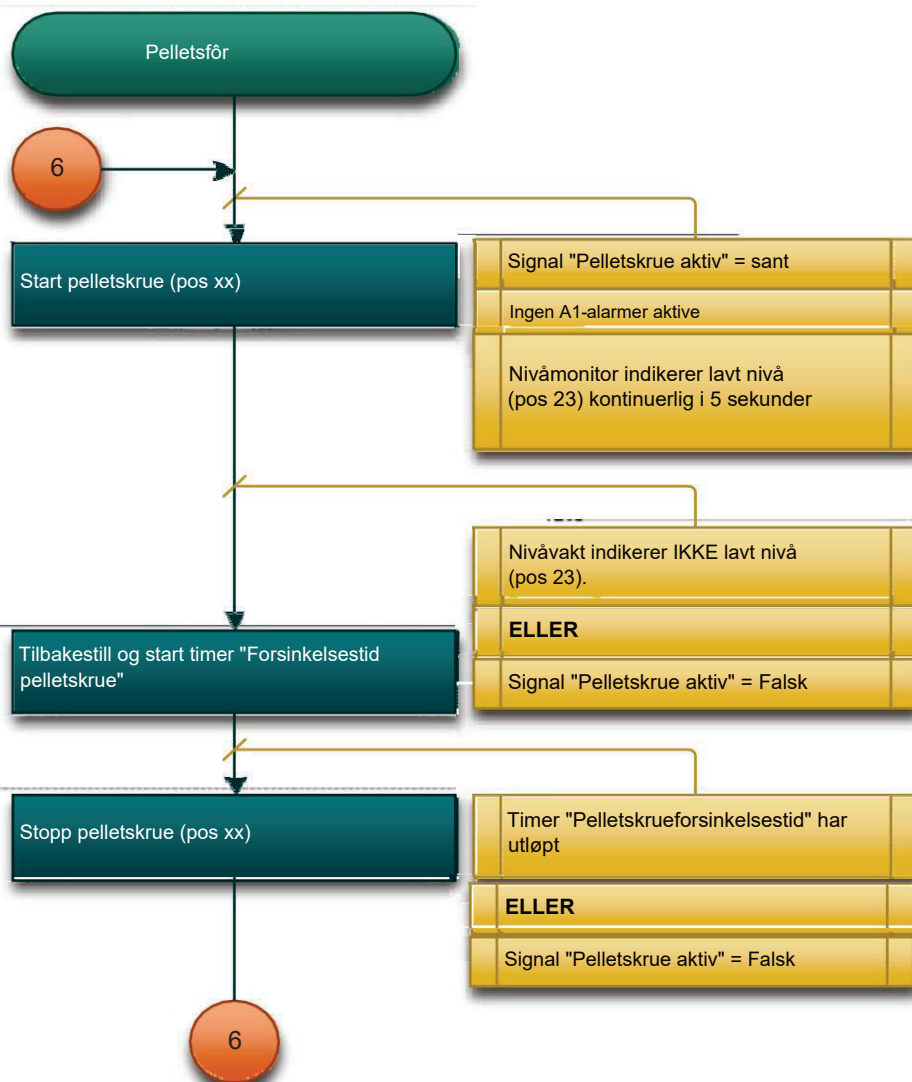 Pelletsfôr
6
Start pelletskrue (pos xx)
Signal "Pelletskrue aktiv" = sant
Ingen A1-alarmer aktive
Nivåmonitor indikerer lavt nivå
(pos 23) kontinuerlig i 5 sekunder
Nivåvakt indikerer IKKE lavt nivå
(pos 23).
ELLER
Signal "Pelletskrue aktiv" = Falsk
Tilbakestill og start timer "Forsinkelsestid
pelletskrue"
Stopp pelletskrue (pos xx)
Timer "Pelletskrueforsinkelsestid" har
utløpt
ELLER
Signal "Pelletskrue aktiv" = Falsk
6